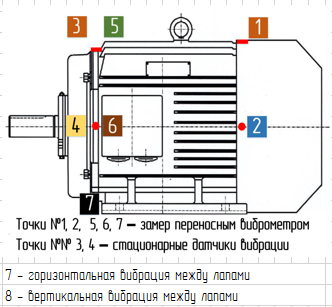 3 5 1
4 6 2
7
Точки №1, 2, 5, 6, 7 – замер переносным виброметром
Точки №№ 3, 4 – стационарные датчики вибрации
7 – горизонтальная вибрация между лапами
8 – вертикальная вибрация между лапами